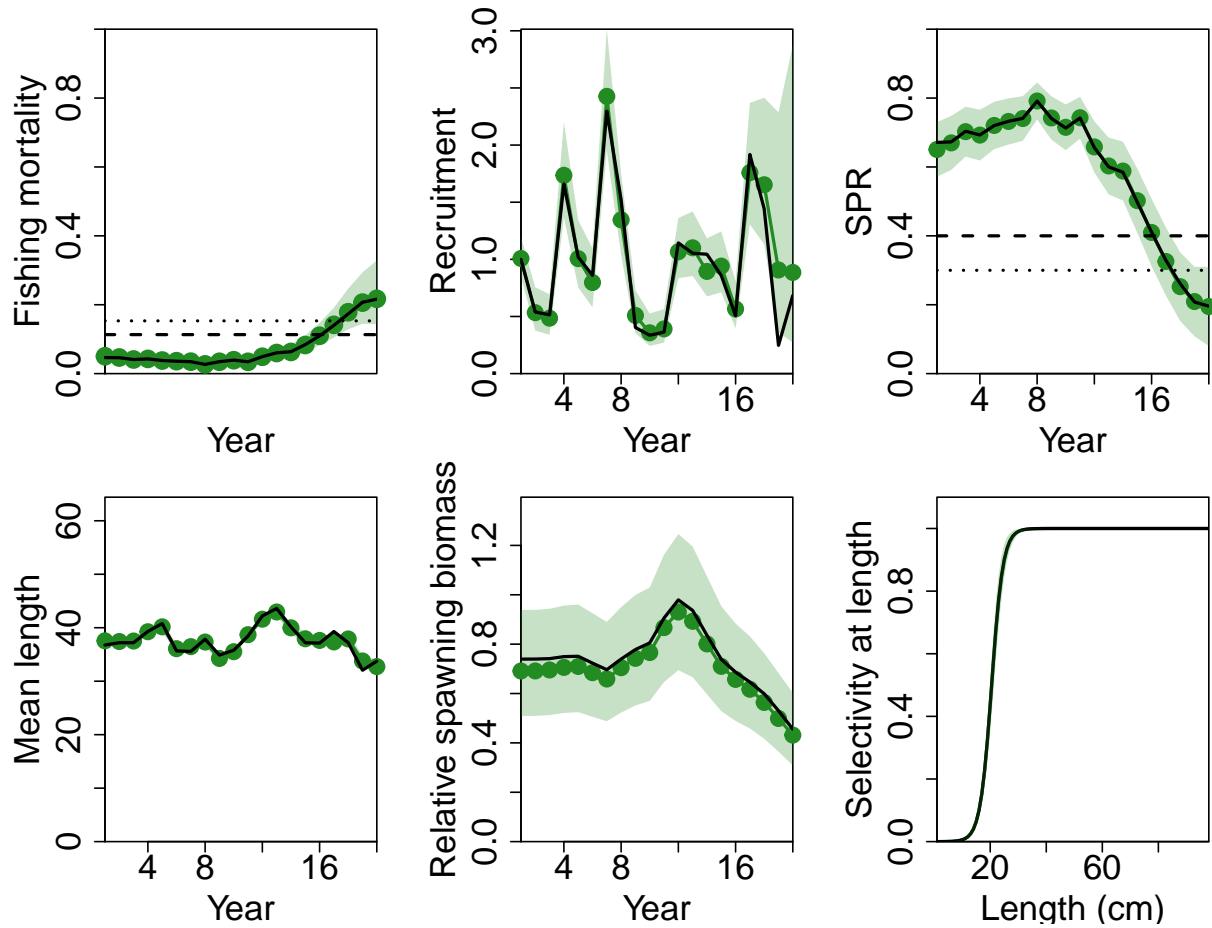 Fishing mortality
0.0 0.4 0.8
Year
Recruitment
0.0 1.0 2.0 3.0
4 8 16
Year
SPR
0.0 0.4 0.8
4 8 16
Year
Mean length
0 20 40 60
4 8 16
Year
Relative spawning biomass
0.0 0.4 0.8 1.2
4 8 16
Year
Selectivity at length
0.0 0.4 0.8
20 60
Length (cm)